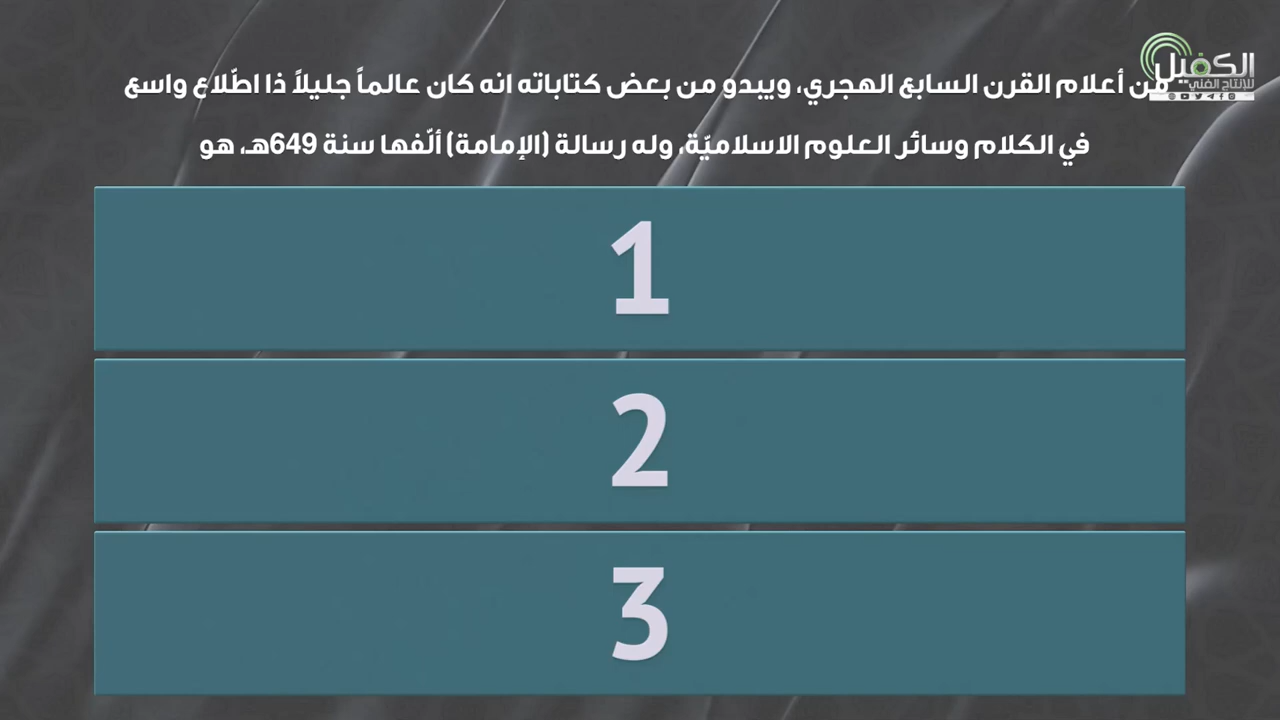 الكفيل
للإنتاج الفني
من أعلام القرن السابع الهجري، ويبدو من بعض كتاباته انه كان عالماً جليلاً ذا اطّلاع واسع
في الكلام وسائر العلوم الاسلاميّة، وله رسالة (الإمامة) ألّفها سنة 649هـ، هو
1
2
3